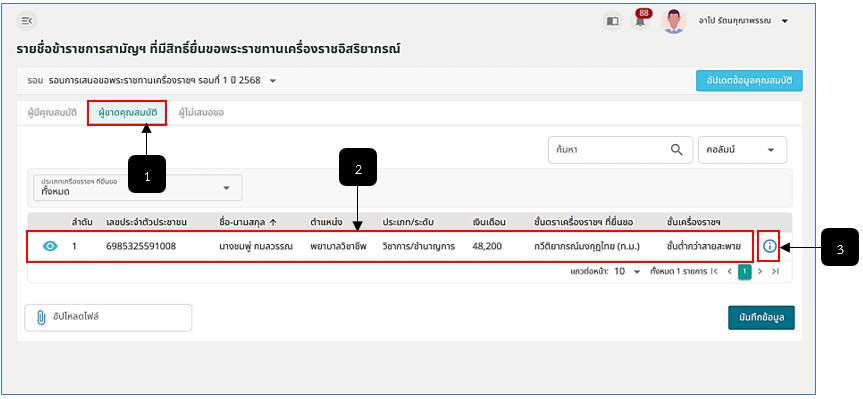 88
อาโป รัตนกุณาพรรณ
รายชื่อข้าราชการสามัญฯ ที่มีสิทธิ์ยื่นขอพระราชทานเครื่องราชอิสริยาภรณ์
รอบ รอบการเสนอขอพระราชทานเครื่องราชฯ รอบที่ 1 ปี 2568
อัปเดตข้อมูลคุณสมบัติ
ผู้มีคุณสมบัติ ผู้ขาดคุณสมบัติ ผู้ไม่เสนอขอ
1
ค้นหา
คอลัมน์
ประเภทเครื่องราชฯ ที่ยื่นขอ
ทั้งหมด
2
ลำดับ เลขประจำตัวประชาชน ชื่อ-นามสกุล ตำแหน่ง ประเภท/ระดับ เงินเดือน ชั้นตราเครื่องราชฯ ที่ยื่นขอ ชั้นเครื่องราชฯ
1 6985325591008 นางชมพู่ กมลวรรณ พยาบาลวิชาชีพ วิชาการ/ชำนาญการ 48,200 ทวีติยาภรณ์มงกุฎไทย (ท.ม.) ชั้นต่ำกว่าสายสะพาย
3
แถวต่อหน้า: 10 ทั้งหมด 1 รายการ 1
อัปโหลดไฟล์
บันทึกข้อมูล